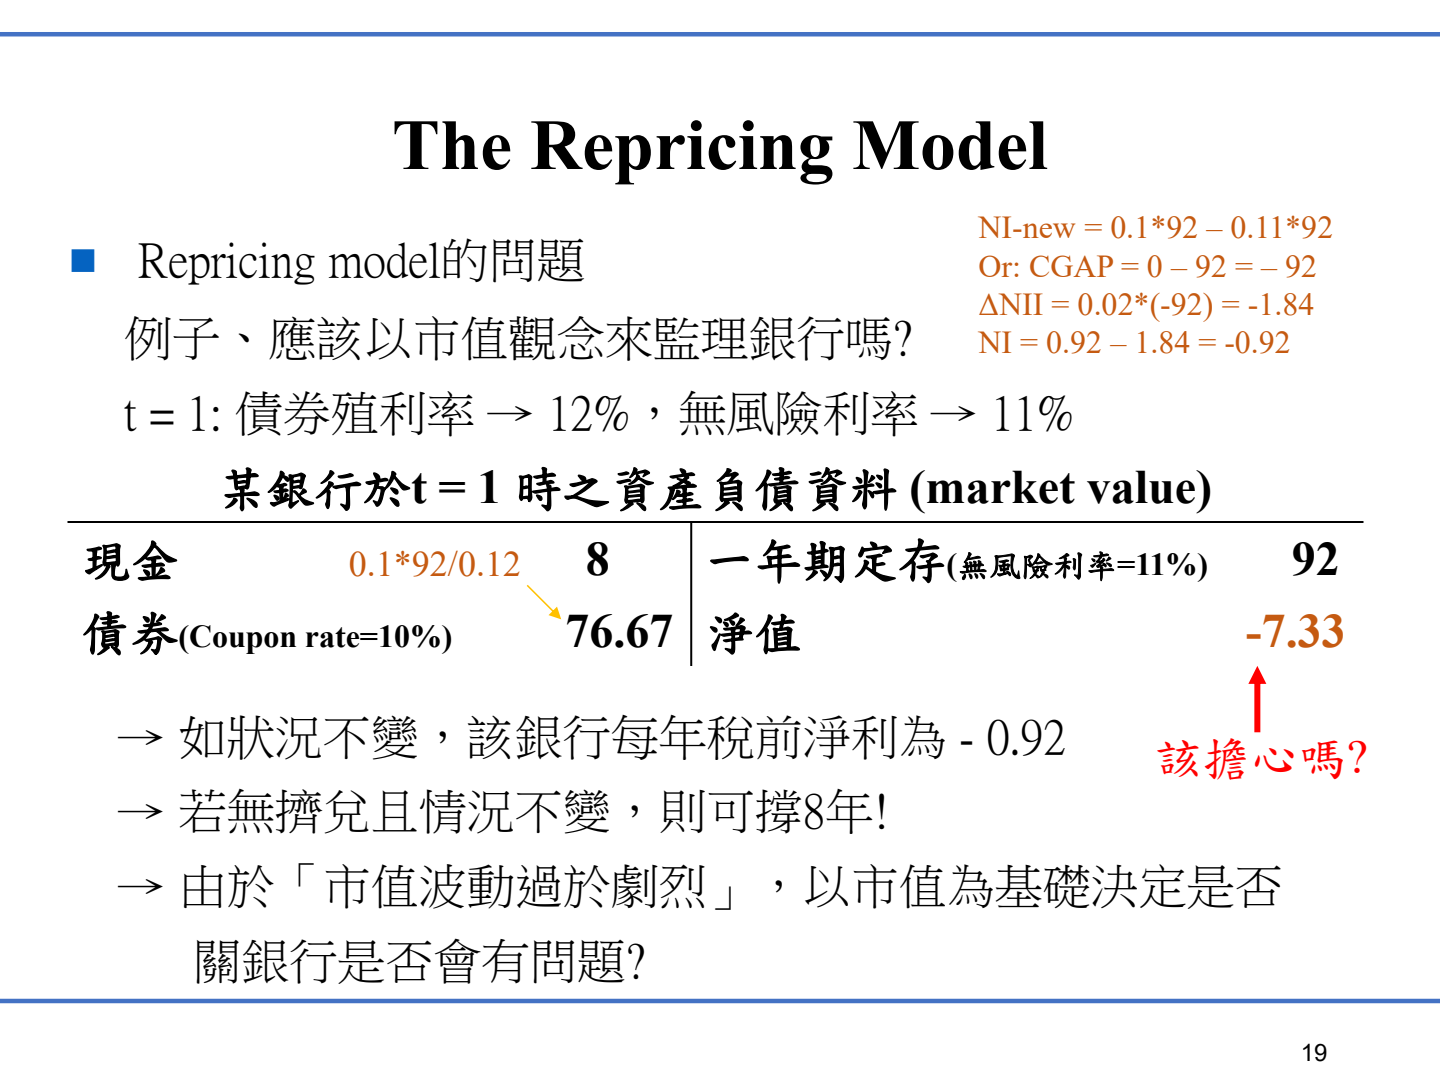 The Repricing Model
NI-new = 0.1*92 – 0.11*92
Or: CGAP = 0 – 92 = – 92
ΔNII = 0.02*(-92) = -1.84
NI = 0.92 – 1.84 = -0.92
Repricing model的問題
例子、應該以市值觀念來監理銀行嗎?
t = 1: 債券殖利率 → 12%，無風險利率 → 11%
某銀行於t = 1 時之資產負債資料 (market value)
現金 0.1*92/0.12 8 一年期定存(無風險利率=11%) 92
債券(Coupon rate=10%) 76.67 淨值 -7.33
→ 如狀況不變，該銀行每年稅前淨利為 - 0.92
該擔心嗎?
→ 若無擠兌且情況不變，則可撐8年!
→ 由於「市值波動過於劇烈」，以市值為基礎決定是否
關銀行是否會有問題?
19